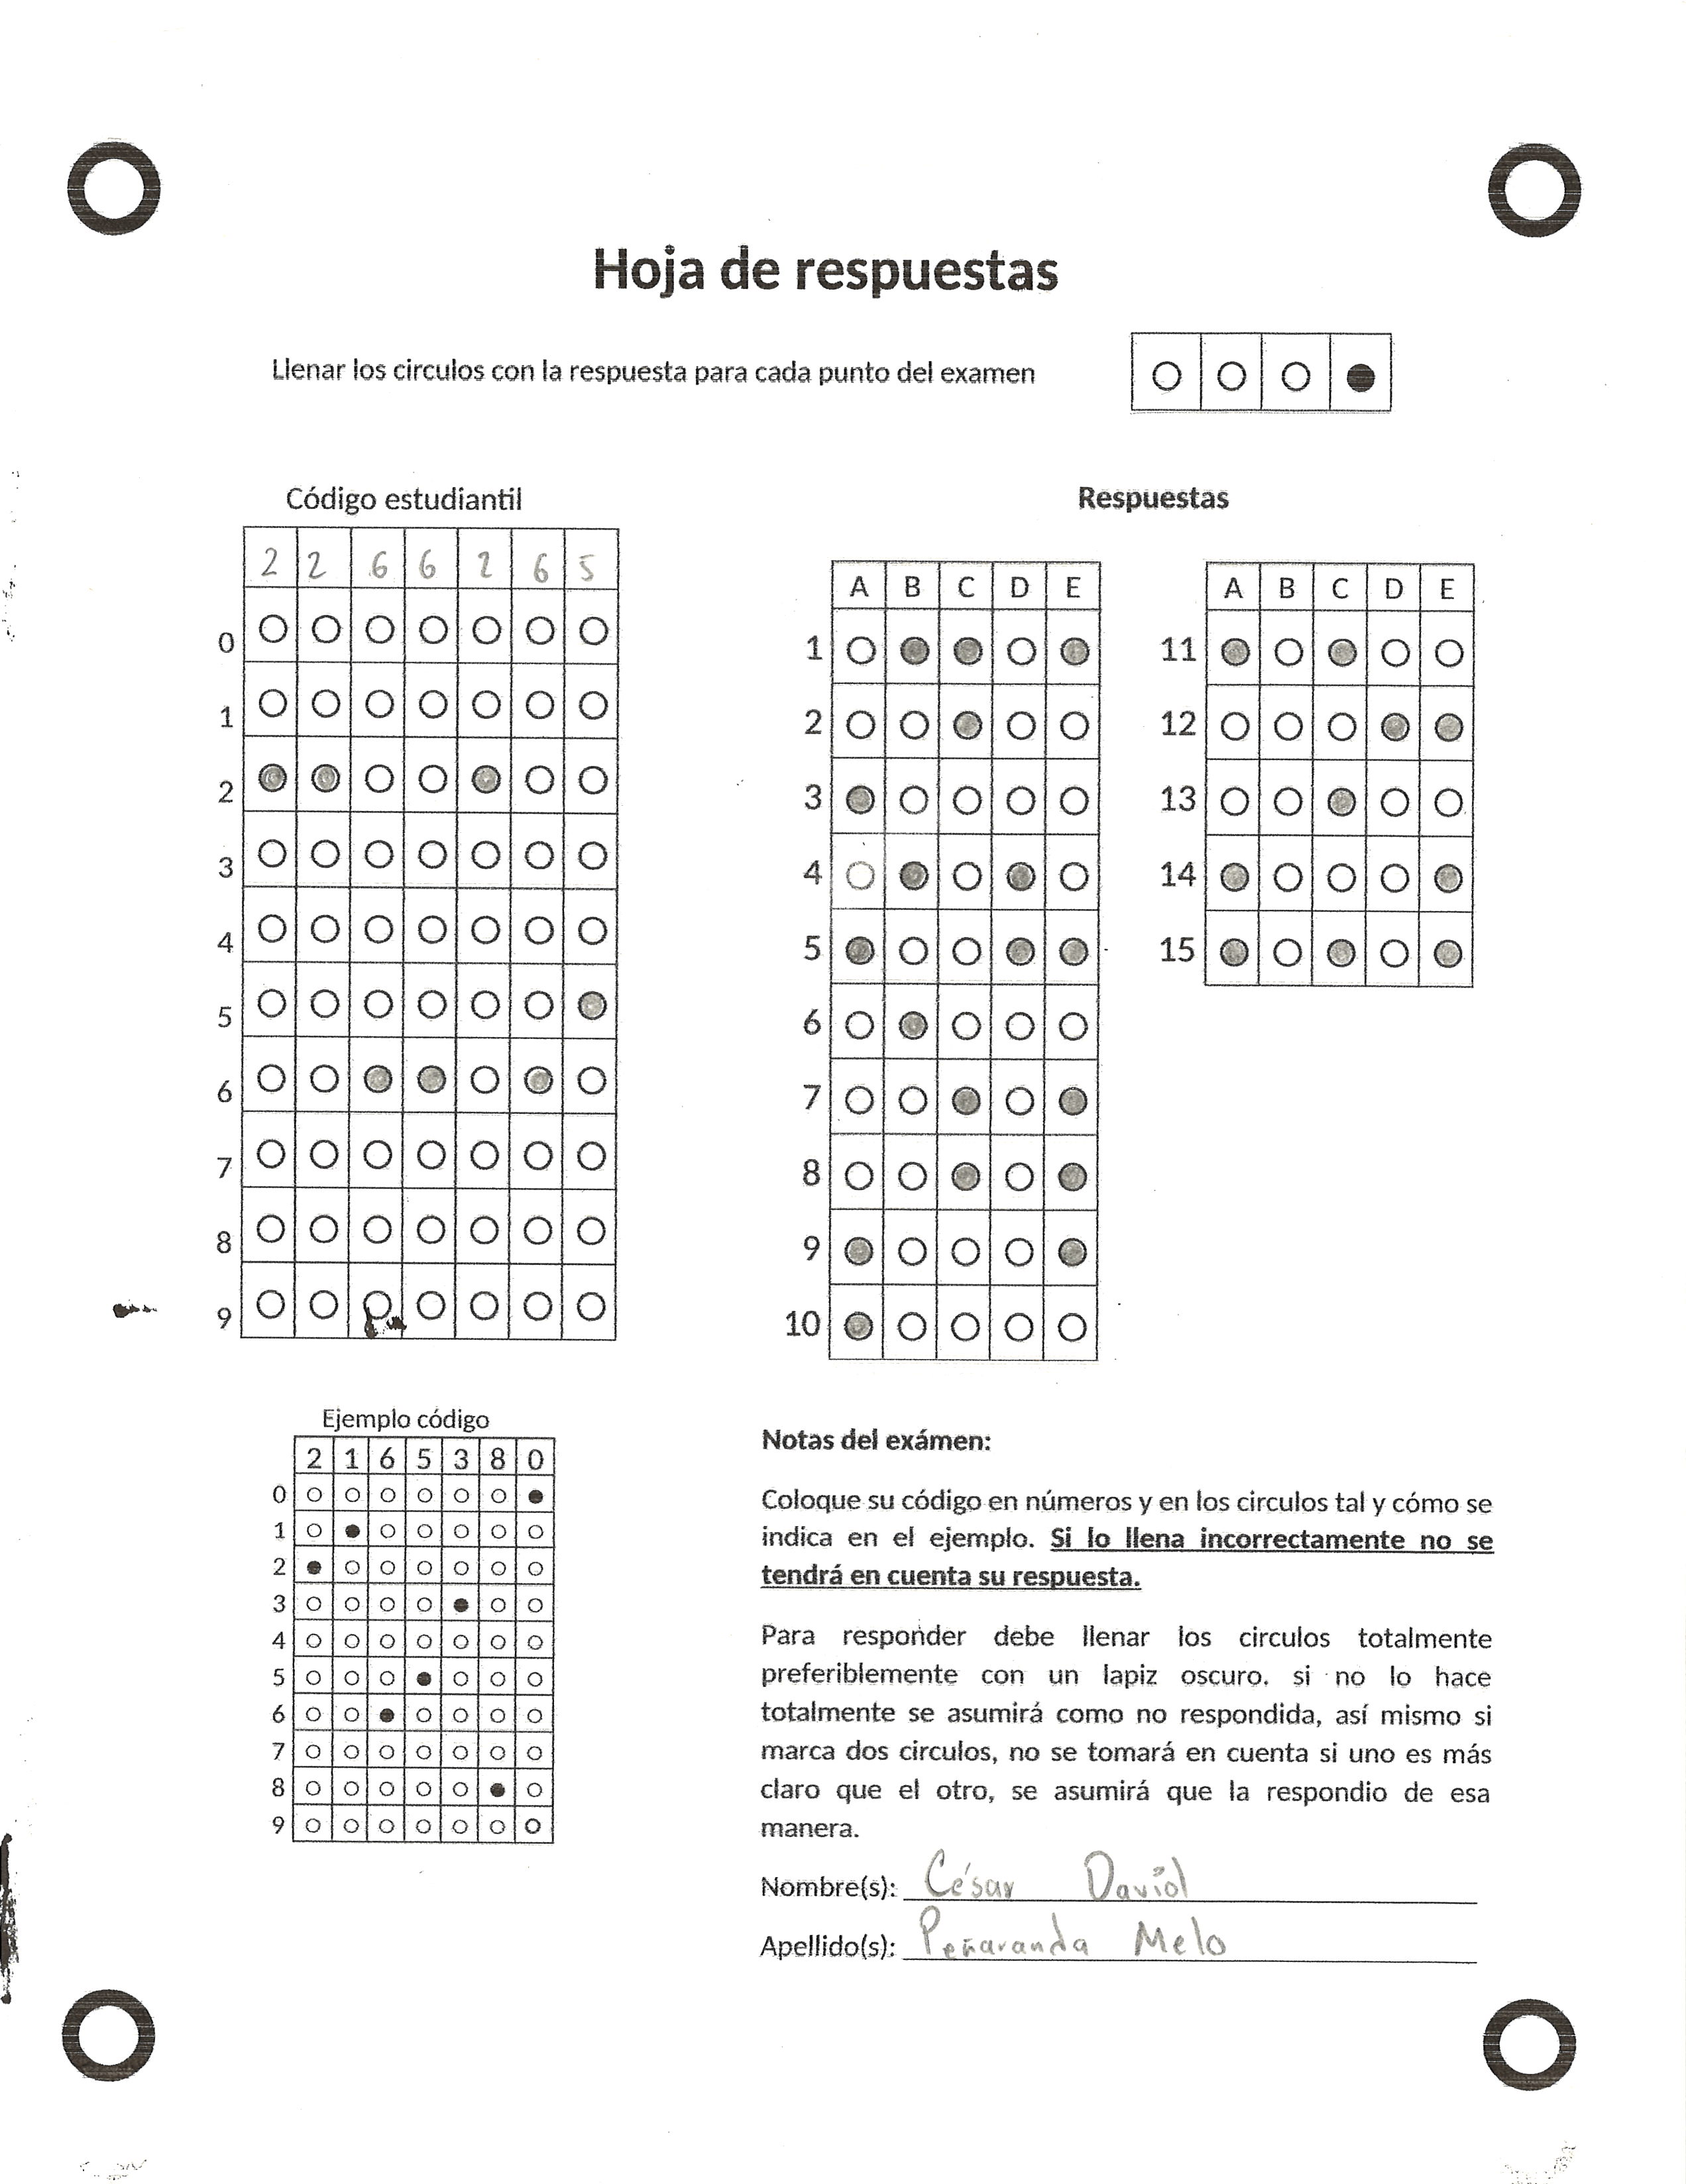 Hoja de respuestas
Llenar los circulos con la respuesta para cada punto del examen
Código estudiantil
2 2 6 6 2 6 5
0
1
2
3
4
5
6
7
8
9
Respuestas
A B C D E
1
2
3
4
5
6
7
8
9
10
A B C D E
11
12
13
14
15
Ejemplo código
2 1 6 5 3 8 0
0
1
2
3
4
5
6
7
8
9
Notas del exámen:
Coloque su código en números y en los circulos tal y cómo se
indica en el ejemplo. Si lo llena incorrectamente no se
tendrá en cuenta su respuesta.
Para responder debe llenar los circulos totalmente
preferiblemente con un lapiz oscuro. si no lo hace
totalmente se asumirá como no respondida, así mismo si
marca dos circulos, no se tomará en cuenta si uno es más
claro que el otro, se asumirá que la respondio de esa
manera.
Nombre(s): César David
Apellido(s): Peñaranda Melo